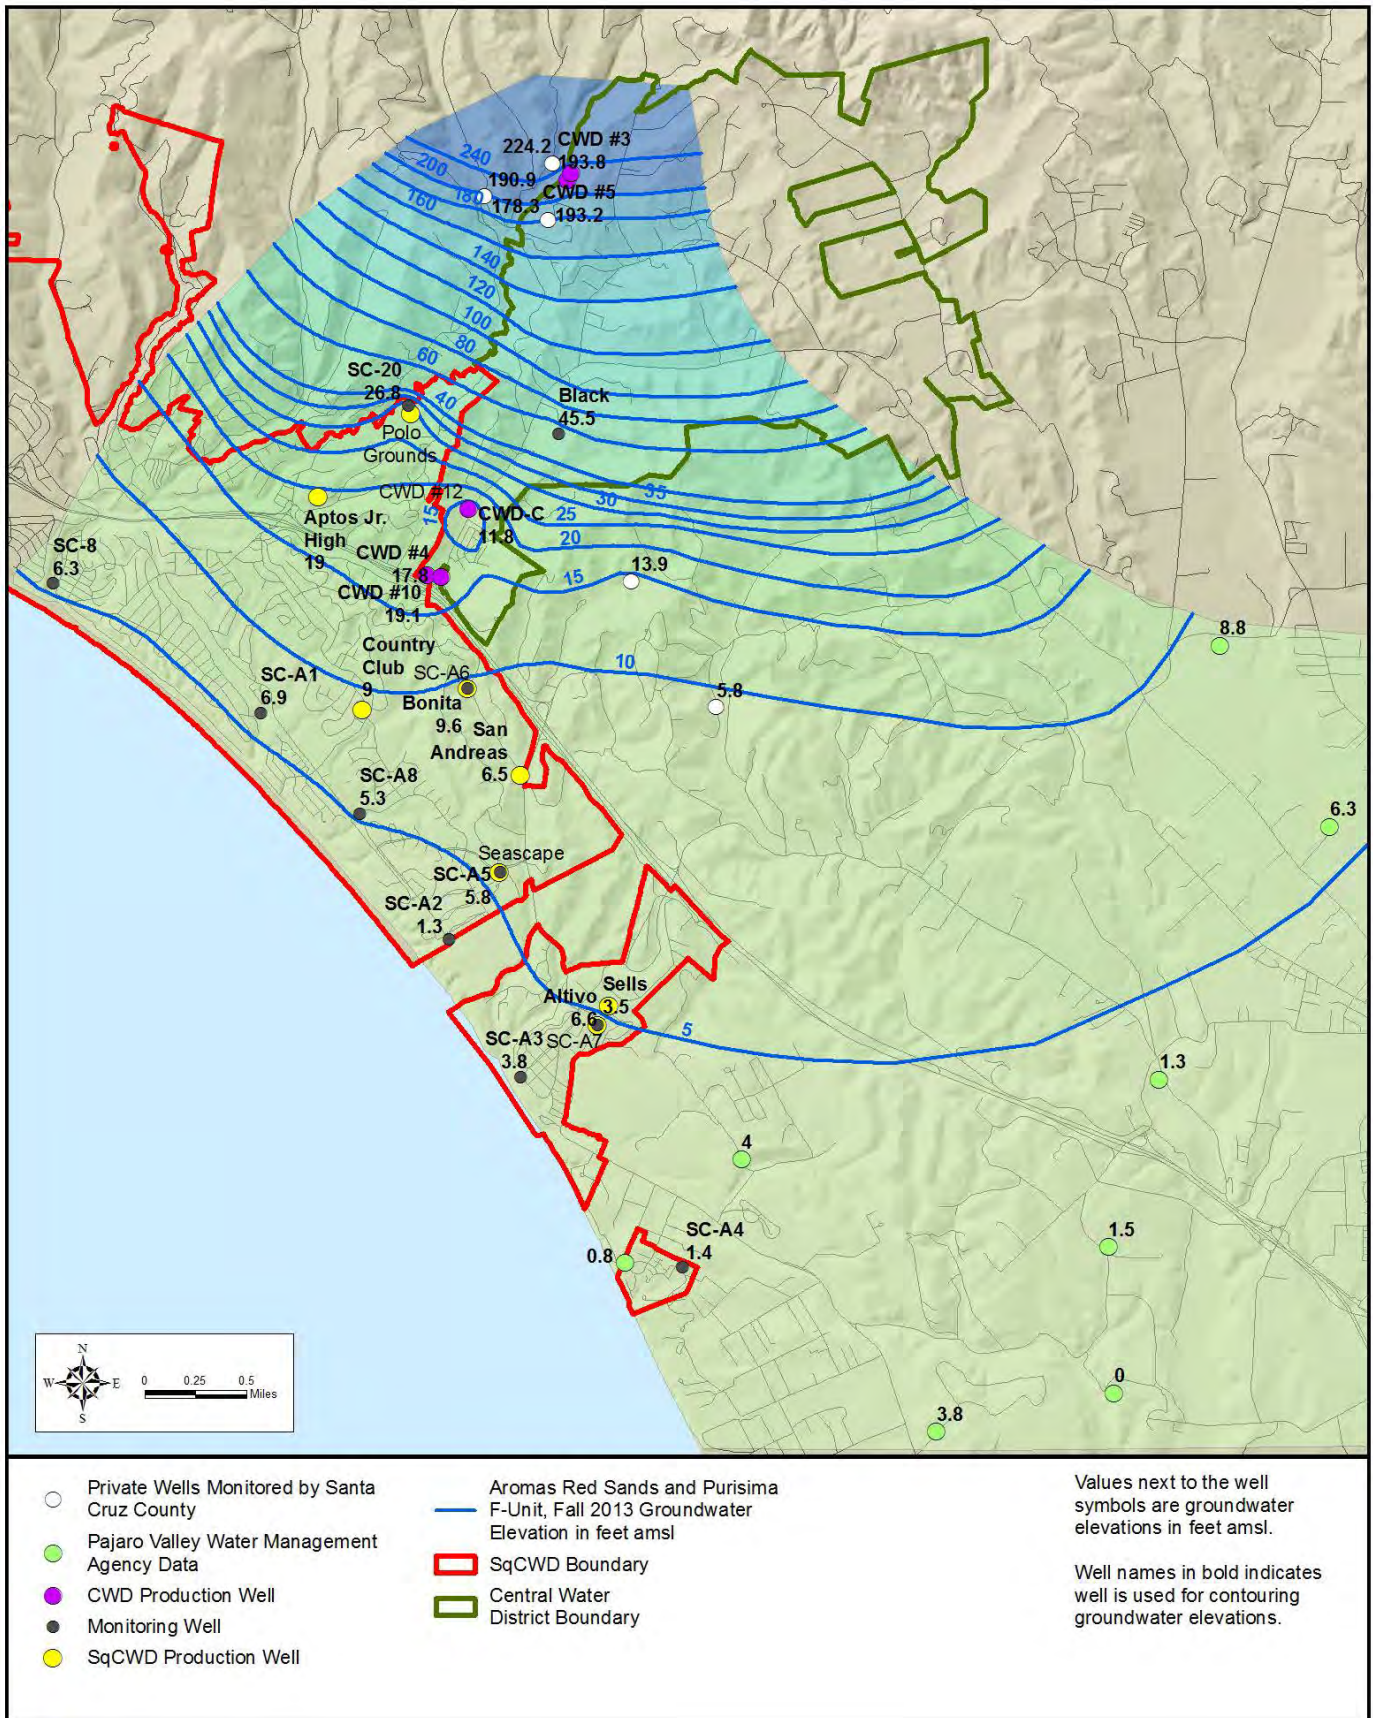 224.2
CWD #3
193.8
240
200
190.9
180
CWD #5
160
178.3
193.2
140
120
100
80
60
SC-20
26.8
40
Black
45.5
Polo
Grounds
CWD #12
35
30
15
CWD-C
11.8
25
20
Aptos Jr.
High
19
SC-8
6.3
CWD #4
17.8
CWD #10
19.1
15
13.9
8.8
Country
Club
9
10
SC-A6
SC-A1
6.9
Bonita
9.6
5.8
San
Andreas
6.5
SC-A8
5.3
6.3
Seascape
SC-A5
5.8
SC-A2
1.3
Sells
3.5
Altivo
6.6
SC-A7
5
SC-A3
3.8
1.3
4
SC-A4
1.4
0.8
1.5
0
3.8
N
W
E
S
0 0.25 0.5
Miles
Private Wells Monitored by Santa
Cruz County
Pajaro Valley Water Management
Agency Data
CWD Production Well
Monitoring Well
SqCWD Production Well
Aromas Red Sands and Purisima
F-Unit, Fall 2013 Groundwater
Elevation in feet amsl
SqCWD Boundary
Central Water
District Boundary
Values next to the well
symbols are groundwater
elevations in feet amsl.
Well names in bold indicates
well is used for contouring
groundwater elevations.